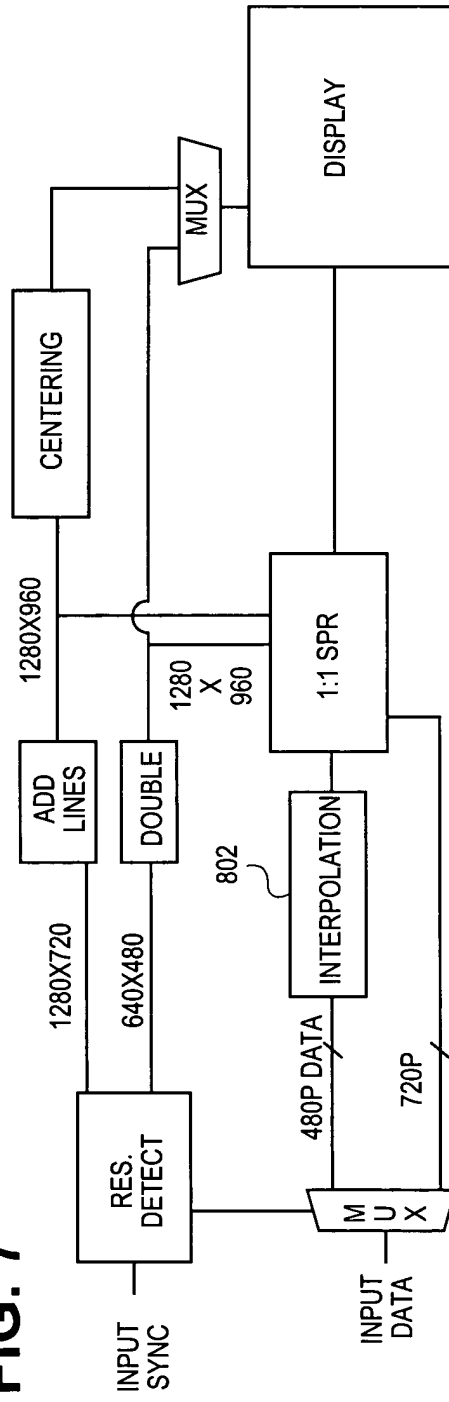 FIG. 7
INPUT
SYNC
RES.
DETECT
1280X720
640X480
ADD
LINES
DOUBLE
1280X960
1280
X
960
CENTERING
MUX
DISPLAY
INPUT
DATA
M
U
X
480P DATA
720P
802
INTERPOLATION
1:1 SPR